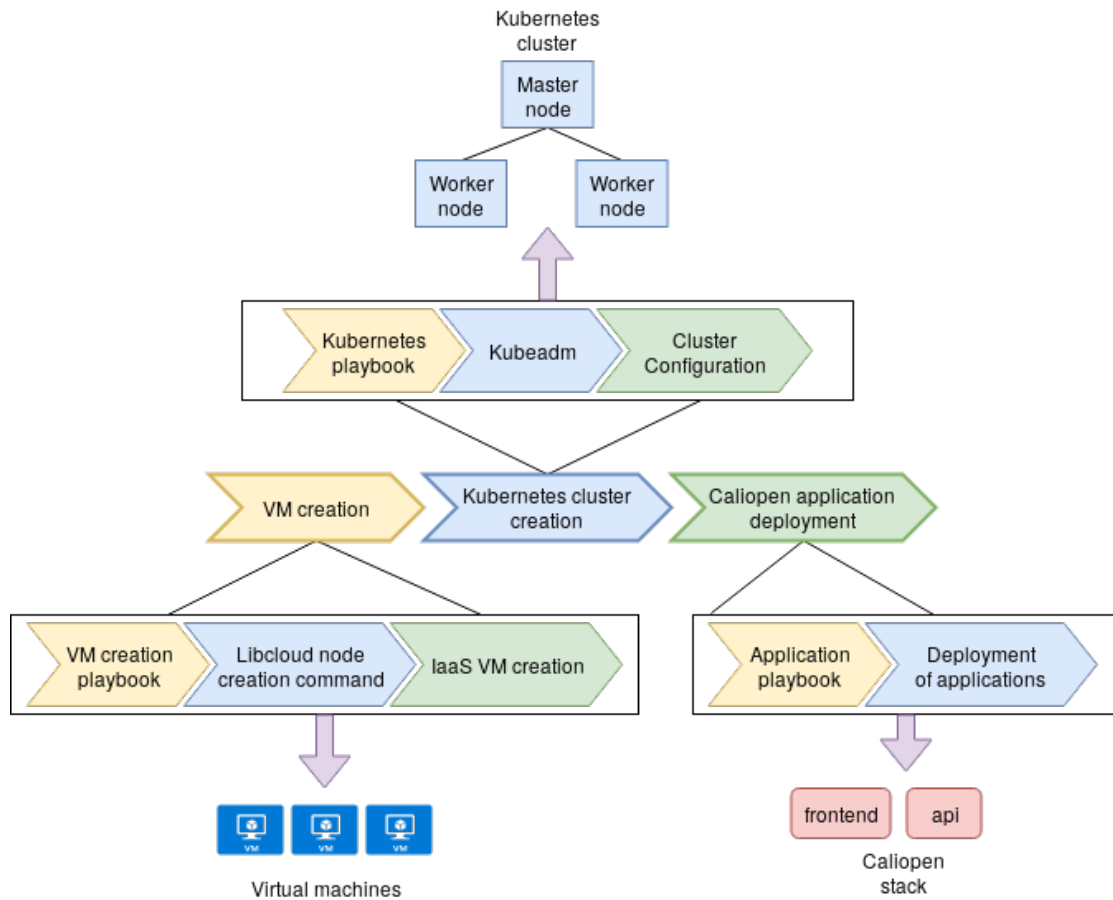 Kubernetes
cluster
Master
node
Worker
node
Worker
node
Kubernetes
playbook
Kubeadm
Cluster
Configuration
VM creation
Kubernetes cluster
creation
Caliopen application
deployment
VM creation
playbook
Libcloud node
creation command
IaaS VM creation
Application
playbook
Deployment
of applications
VM
VM
VM
Virtual machines
frontend
api
Caliopen
stack